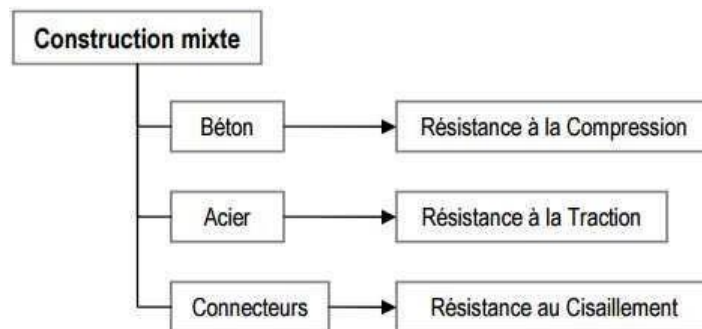 Construction mixte
Béton
Résistance à la Compression
Acier
Résistance à la Traction
Connecteurs
Résistance au Cisaillement